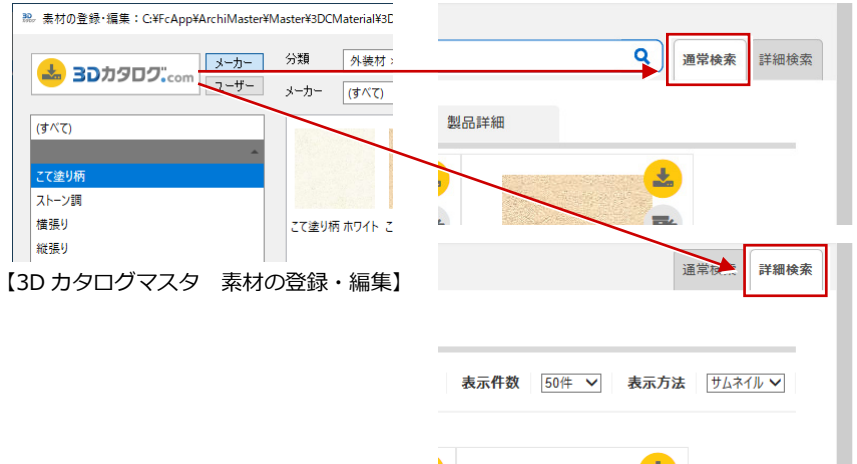 素材の登録・編集：C:¥FcApp¥ArchiMaster¥Master¥3DCMaterial¥3D
3Dカタログ.com
メーカー
ユーザー
分類
外装材
メーカー
(すべて)
(すべて)
こて塗り柄
ストーン調
横張り
縦張り
こて塗り柄 ホワイト こ
【3D カタログマスタ　素材の登録・編集】
通常検索
詳細検索
製品詳細
通常検索
詳細検索
表示件数
50件
表示方法
サムネイル